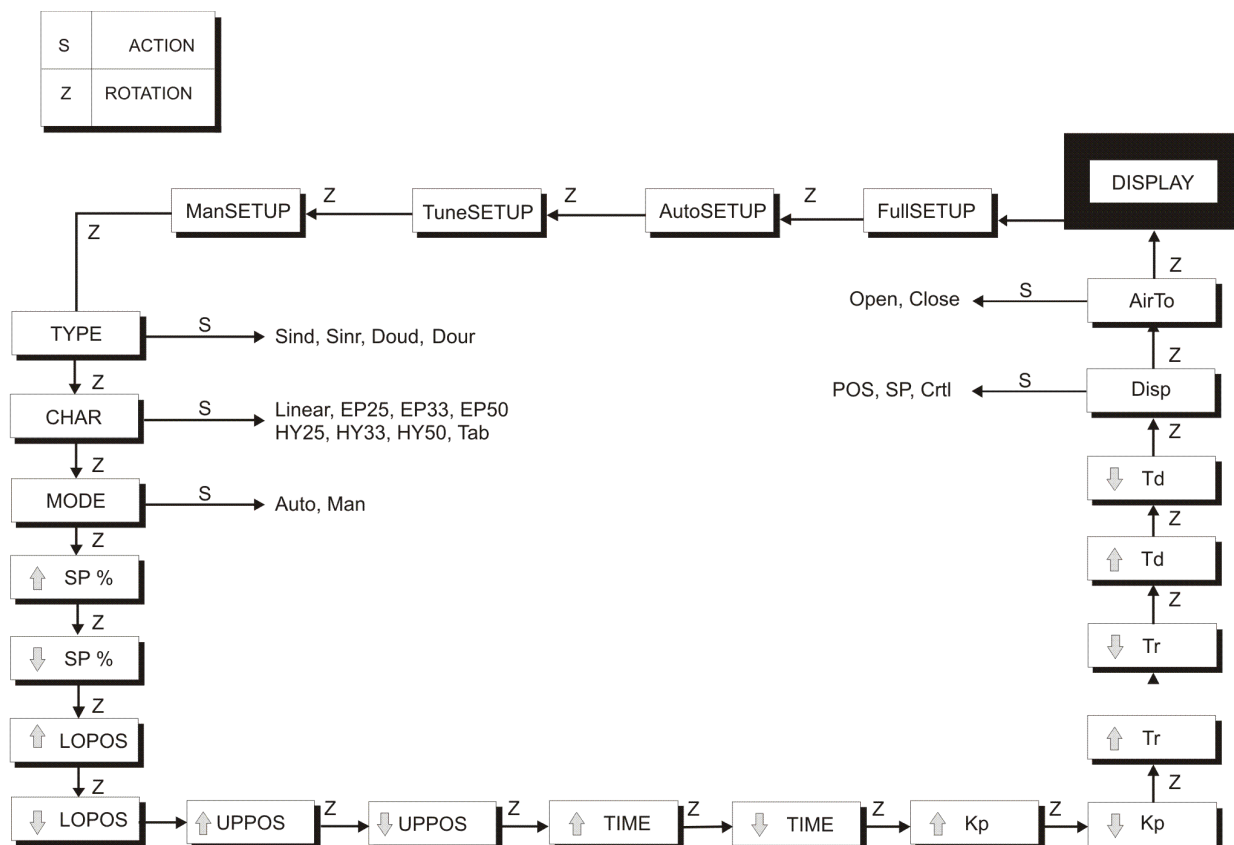 S ACTION
Z ROTATION
DISPLAY
ManSETUP
Z
TuneSETUP
Z
AutoSETUP
Z
FullSETUP
Z
Z
AirTo
S
Open, Close
TYPE
S
Sind, Sinr, Doud, Dour
Z
Z
Disp
S
POS, SP, Crtl
CHAR
S
Linear, EP25, EP33, EP50
HY25, HY33, HY50, Tab
Z
Z
MODE
S
Auto, Man
Td
Z
Z
SP %
Td
Z
Z
SP %
Tr
Z
LOPOS
Tr
Z
Z
LOPOS
UPPOS
Z
UPPOS
Z
TIME
Z
TIME
Z
Kp
Z
Kp